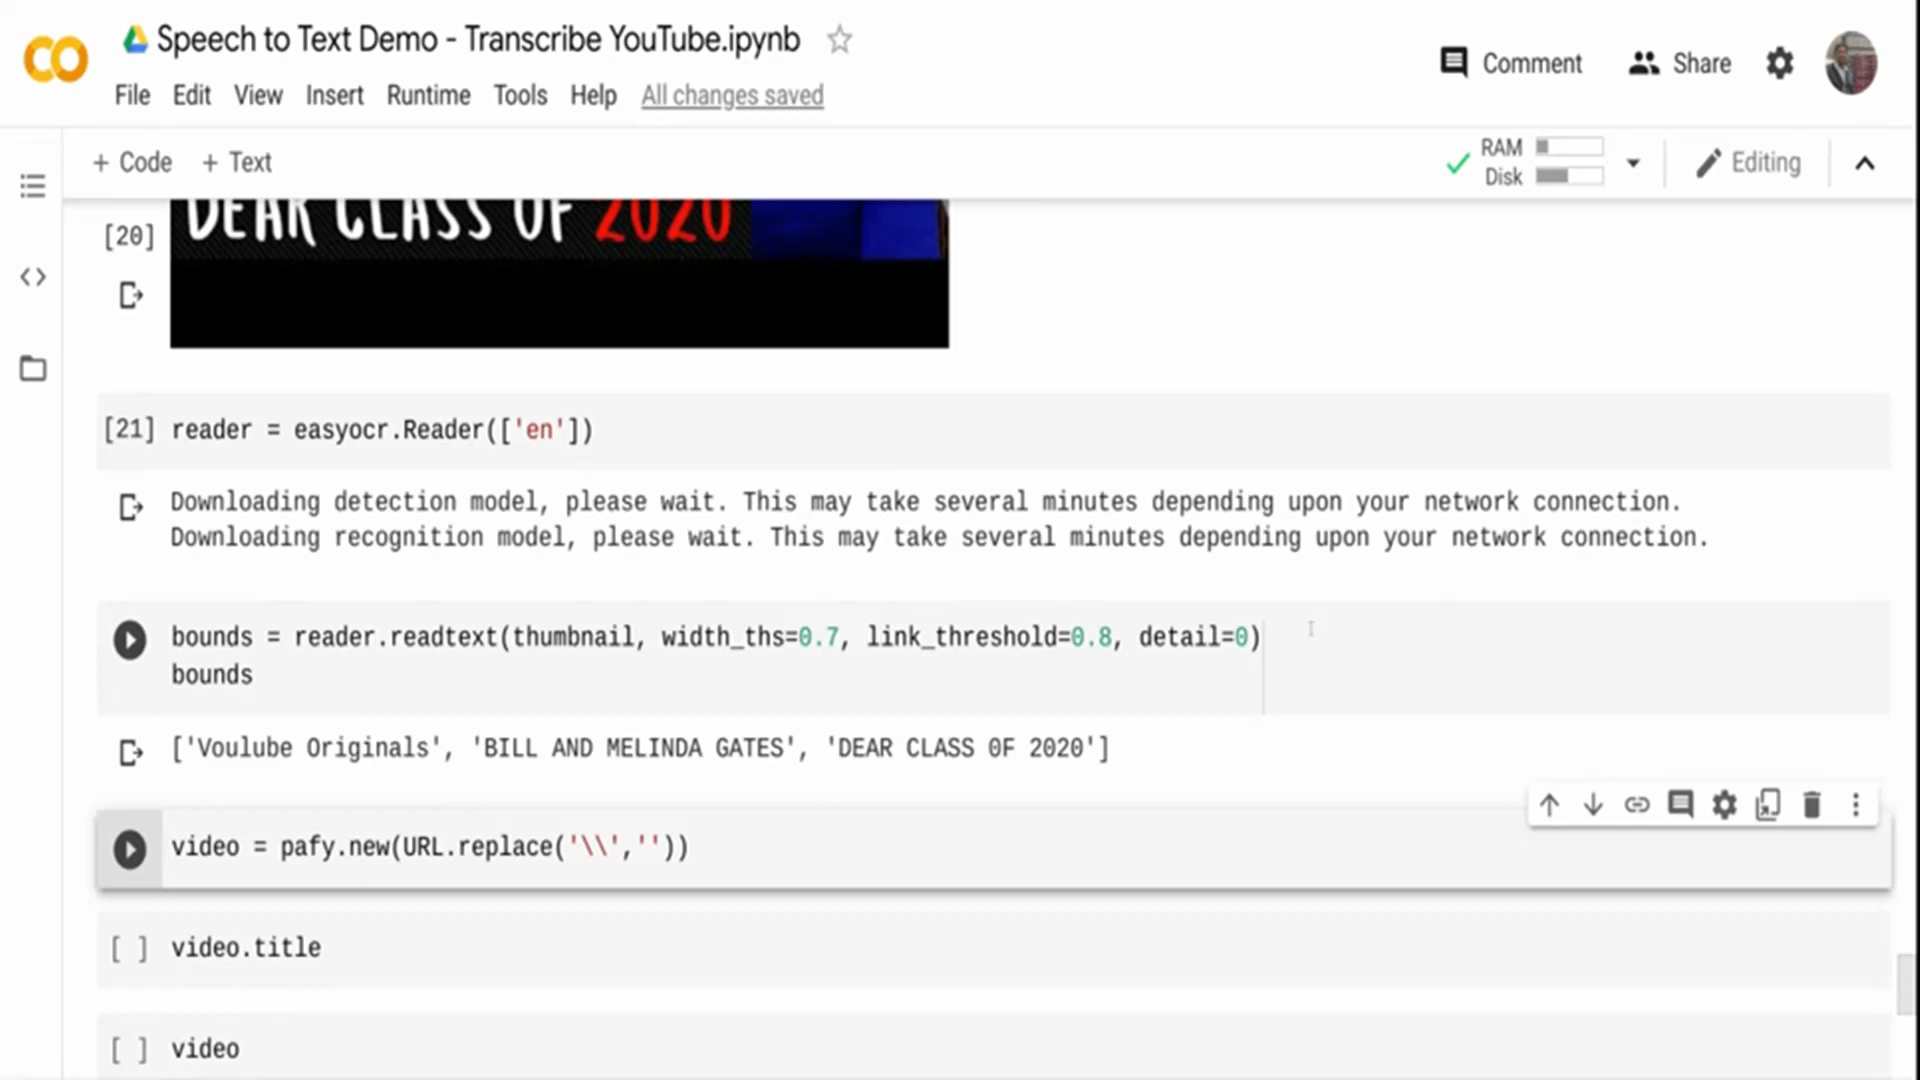 Speech to Text Demo - Transcribe YouTube.ipynb
Comment
Share
File Edit View Insert Runtime Tools Help All changes saved
+ Code + Text
RAM
Disk
Editing
DEAR CLASS OF 2020
[20]
[21] reader = easyocr.Reader(['en'])
Downloading detection model, please wait. This may take several minutes depending upon your network connection.
Downloading recognition model, please wait. This may take several minutes depending upon your network connection.
bounds = reader.readtext(thumbnail, width_ths=0.7, link_threshold=0.8, detail=0)
bounds
['Voulube Originals', 'BILL AND MELINDA GATES', 'DEAR CLASS 0F 2020']
video = pafy.new(URL.replace('\\',''))
[ ] video.title
[ ] video